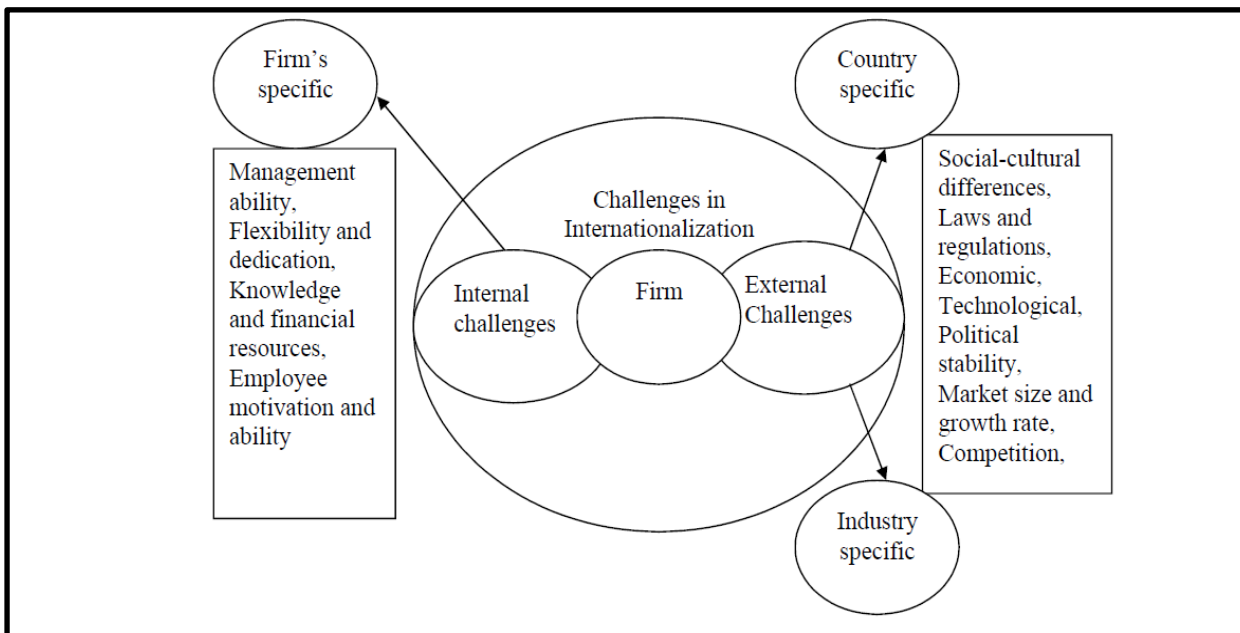 Firm's
specific
Country
specific
Management
ability,
Flexibility and
dedication,
Knowledge
and financial
resources,
Employee
motivation and
ability
Challenges in
Internationalization
Internal
challenges
Firm
External
Challenges
Social-cultural
differences,
Laws and
regulations,
Economic,
Technological,
Political
stability,
Market size and
growth rate,
Competition,
Industry
specific